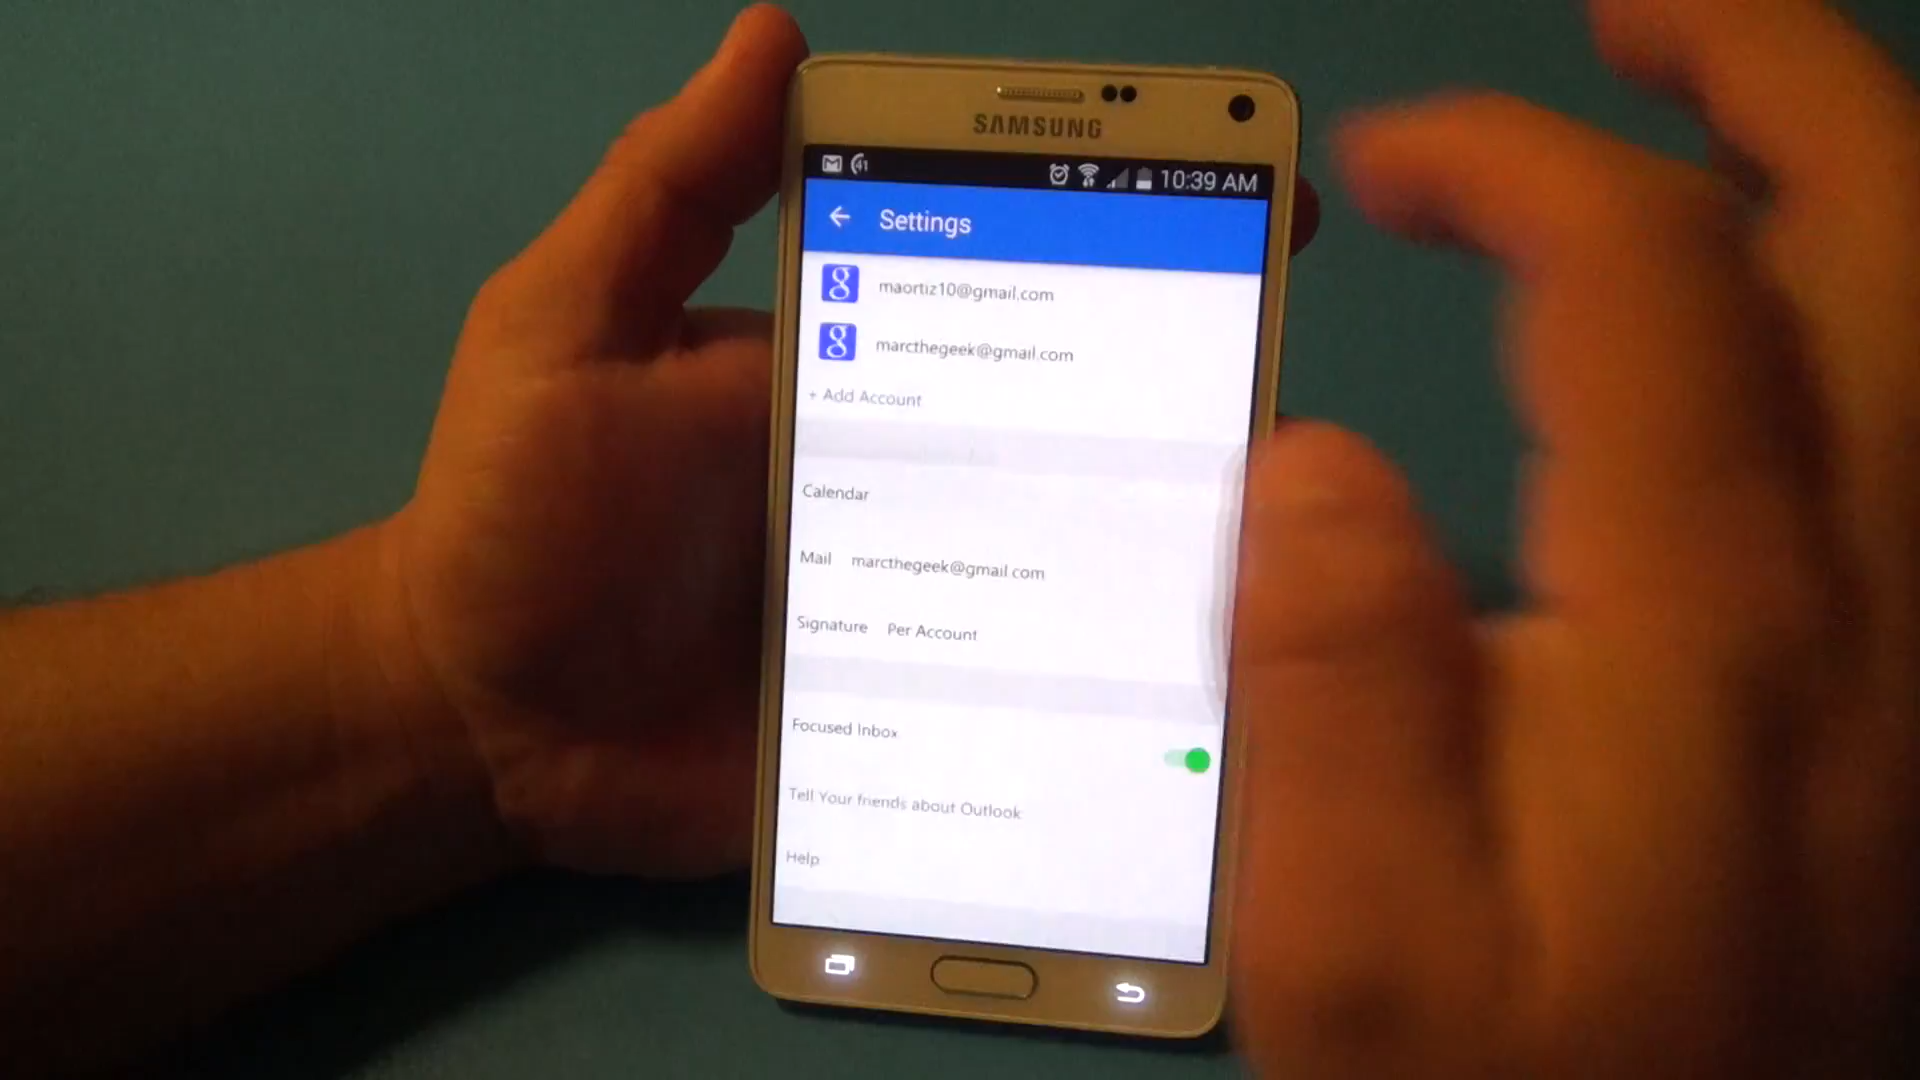 SAMSUNG
41 10:39 AM
Settings
maortiz10@gmail.com
marcthegeek@gmail.com
+ Add Account
Calendar
Mail marcthegeek@gmail.com
Signature Per Account
Focused Inbox
Tell Your friends about Outlook
Help